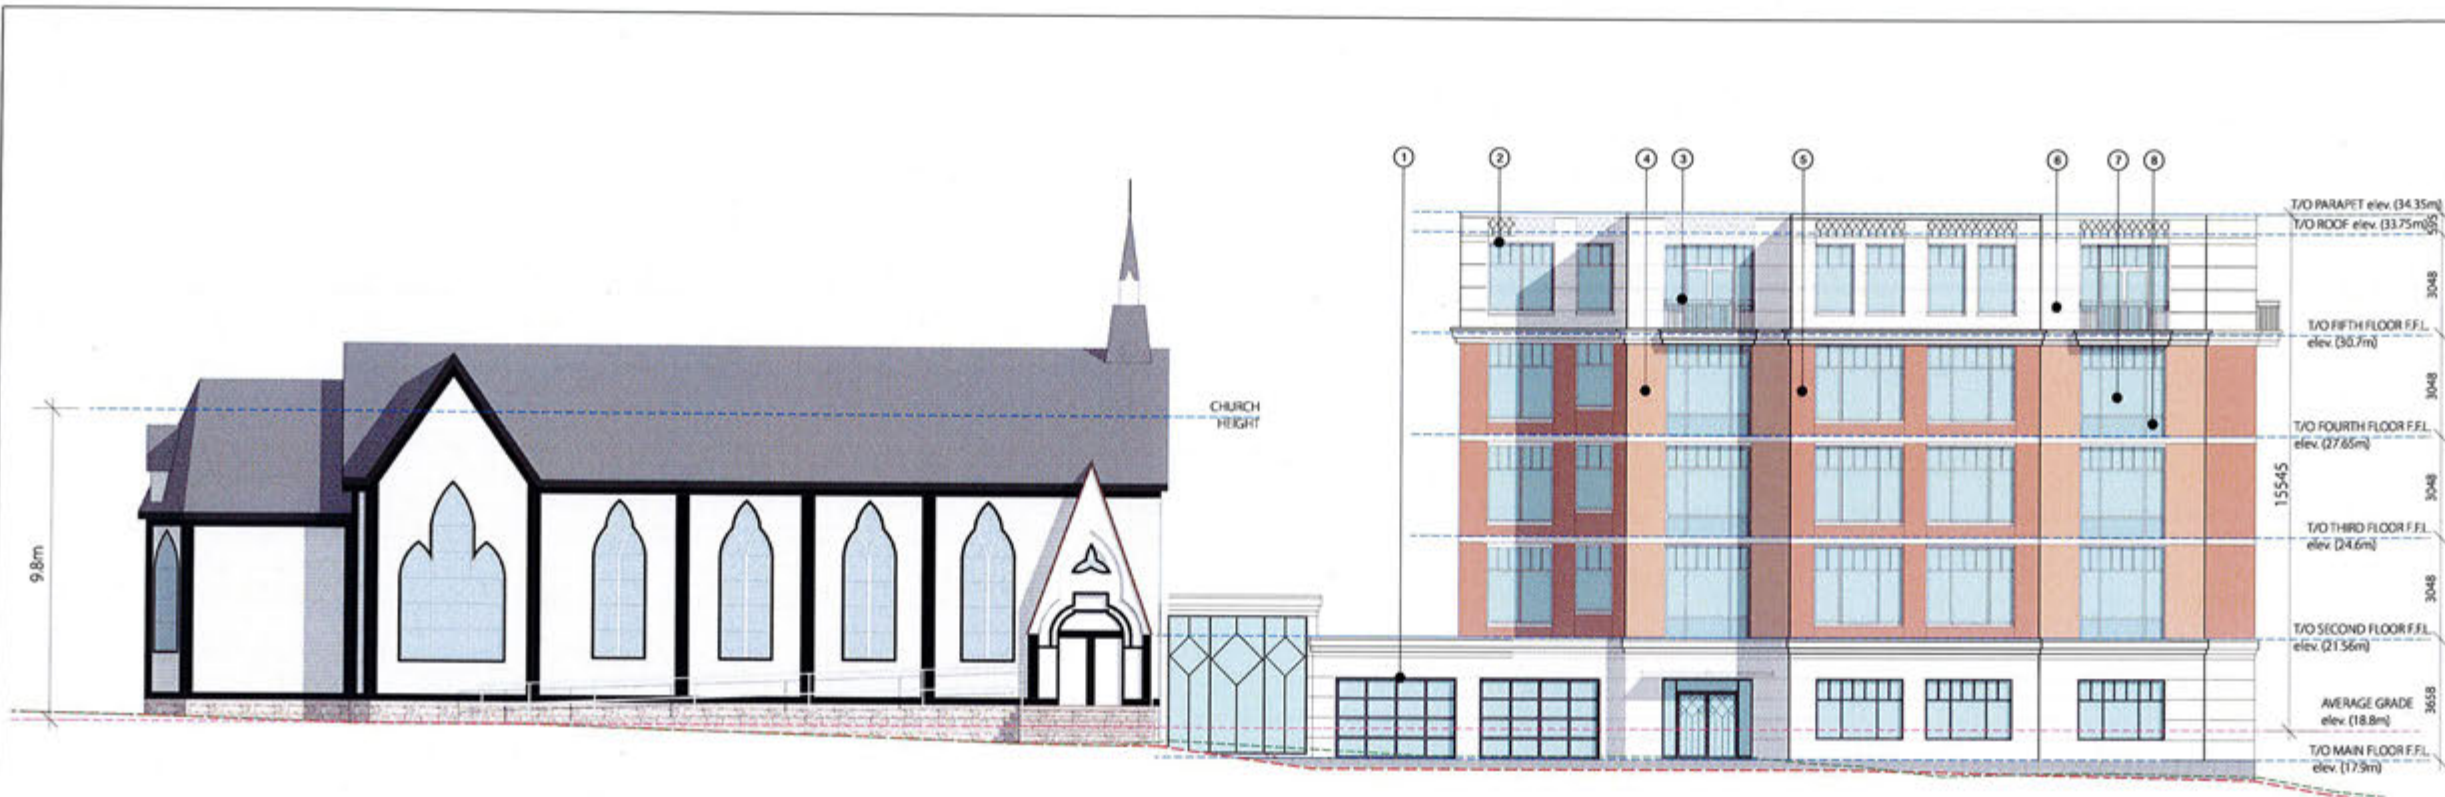 1 2 4 3 5 6 7 8
T/O PARAPET elev. (34.35m)
595
T/O ROOF elev. (33.75m)
3048
T/O FIFTH FLOOR F.F.L.
elev. (30.7m)
3048
CHURCH
HEIGHT
T/O FOURTH FLOOR F.F.L.
elev. (27.65m)
15545
3048
T/O THIRD FLOOR F.F.L.
elev. (24.6m)
9.8m
3048
T/O SECOND FLOOR F.F.L.
elev. (21.56m)
3658
AVERAGE GRADE
elev. (18.8m)
T/O MAIN FLOOR F.F.L.
elev. (17.9m)